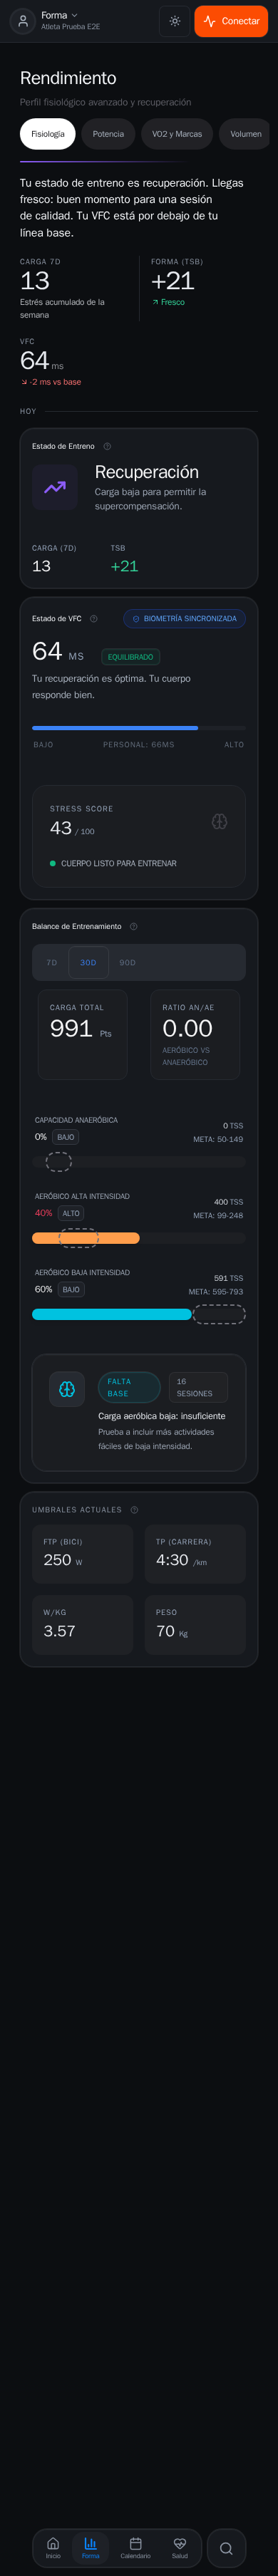 Forma
Atleta Prueba E2E
Conectar
Rendimiento
Perfil fisiológico avanzado y recuperación
Fisiología
Potencia
VO2 y Marcas
Volumen
Tu estado de entreno es recuperación. Llegas
fresco: buen momento para una sesión
de calidad. Tu VFC está por debajo de tu
línea base.
CARGA 7D
13
Estrés acumulado de la
semana
FORMA (TSB)
+21
Fresco
VFC
64 ms
-2 ms vs base
HOY
Estado de Entreno
Recuperación
Carga baja para permitir la
supercompensación.
CARGA (7D)
13
TSB
+21
Estado de VFC
BIOMETRÍA SINCRONIZADA
64 MS
EQUILIBRADO
Tu recuperación es óptima. Tu cuerpo
responde bien.
BAJO
PERSONAL: 66MS
ALTO
STRESS SCORE
43 / 100
CUERPO LISTO PARA ENTRENAR
Balance de Entrenamiento
7D
30D
90D
CARGA TOTAL
991 Pts
RATIO AN/AE
0.00
AERÓBICO VS
ANAERÓBICO
CAPACIDAD ANAERÓBICA
0% BAJO
0 TSS
META: 50-149
AERÓBICO ALTA INTENSIDAD
40% ALTO
400 TSS
META: 99-248
AERÓBICO BAJA INTENSIDAD
60% BAJO
591 TSS
META: 595-793
FALTA
BASE
16
SESIONES
Carga aeróbica baja: insuficiente
Prueba a incluir más actividades
fáciles de baja intensidad.
UMBRALES ACTUALES
FTP (BICI)
250 W
TP (CARRERA)
4:30 /km
W/KG
3.57
PESO
70 Kg
Inicio
Forma
Calendario
Salud